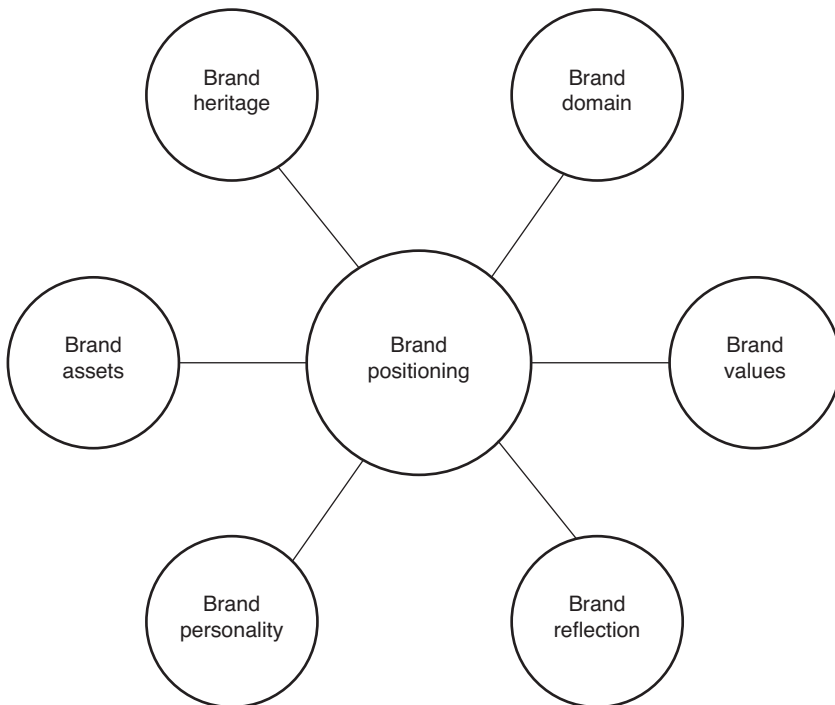 Brand
heritage
Brand
domain
Brand
assets
Brand
positioning
Brand
values
Brand
personality
Brand
reflection